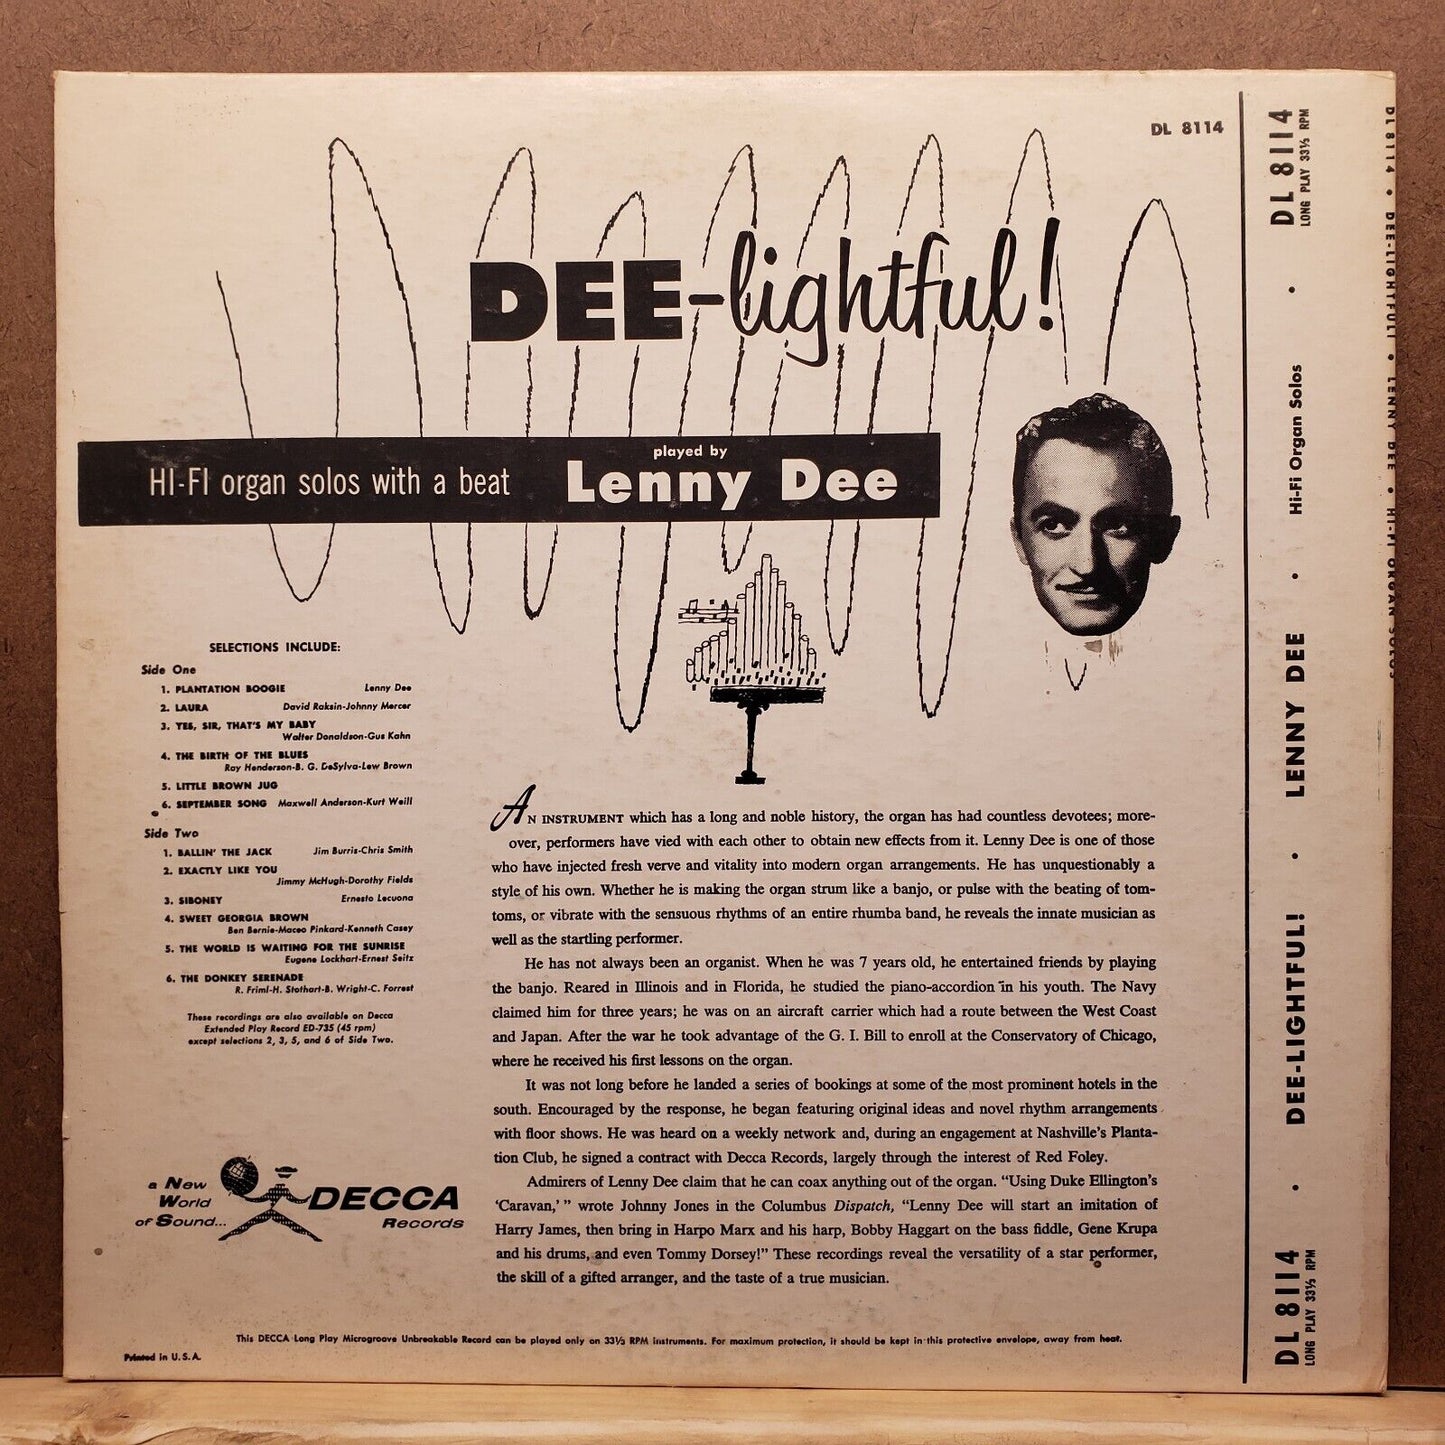 DL 8114
DEE-lightful!
HI-FI organ solos with a beat
played by
Lenny Dee
SELECTIONS INCLUDE:
Side One
1. PLANTATION BOOGIE Lenny Dee
2. LAURA David Raksin-Johnny Mercer
3. YES, SIR, THAT'S MY BABY
Walter Donaldson-Gus Kahn
4. THE BIRTH OF THE BLUES
Ray Henderson-B. G. DeSylva-Lew Brown
5. LITTLE BROWN JUG
6. SEPTEMBER SONG Maxwell Anderson-Kurt Weill
Side Two
1. BALLIN' THE JACK Jim Burris-Chris Smith
2. EXACTLY LIKE YOU
Jimmy McHugh-Dorothy Fields
3. SIBONEY Ernesto Lecuona
4. SWEET GEORGIA BROWN
Ben Bernie-Maceo Pinkard-Kenneth Casey
5. THE WORLD IS WAITING FOR THE SUNRISE
Eugene Lockhart-Ernest Seitz
6. THE DONKEY SERENADE
R. Friml-H. Stothart-B. Wright-C. Forrest
These recordings are also available on Decca
Extended Play Record ED-735 (45 rpm)
except selections 2, 3, 5, and 6 of Side Two.
a New
World
of Sound...
DECCA
Records
AN INSTRUMENT which has a long and noble history, the organ has had countless devotees; more-
over, performers have vied with each other to obtain new effects from it. Lenny Dee is one of those
who have injected fresh verve and vitality into modern organ arrangements. He has unquestionably a
style of his own. Whether he is making the organ strum like a banjo, or pulse with the beating of tom-
toms, or vibrate with the sensuous rhythms of an entire rhumba band, he reveals the innate musician as
well as the startling performer.
He has not always been an organist. When he was 7 years old, he entertained friends by playing
the banjo. Reared in Illinois and in Florida, he studied the piano-accordion in his youth. The Navy
claimed him for three years; he was on an aircraft carrier which had a route between the West Coast
and Japan. After the war he took advantage of the G. I. Bill to enroll at the Conservatory of Chicago,
where he received his first lessons on the organ.
It was not long before he landed a series of bookings at some of the most prominent hotels in the
south. Encouraged by the response, he began featuring original ideas and novel rhythm arrangements
with floor shows. He was heard on a weekly network and, during an engagement at Nashville's Planta-
tion Club, he signed a contract with Decca Records, largely through the interest of Red Foley.
Admirers of Lenny Dee claim that he can coax anything out of the organ. "Using Duke Ellington's
'Caravan,' " wrote Johnny Jones in the Columbus Dispatch, "Lenny Dee will start an imitation of
Harry James, then bring in Harpo Marx and his harp, Bobby Haggart on the bass fiddle, Gene Krupa
and his drums, and even Tommy Dorsey!" These recordings reveal the versatility of a star performer,
the skill of a gifted arranger, and the taste of a true musician.
This DECCA Long Play Microgroove Unbreakable Record can be played only on 33⅓ RPM instruments. For maximum protection, it should be kept in this protective envelope, away from heat.
Printed in U. S. A.
DL 8114
LONG PLAY 33⅓ RPM
• DEE-LIGHTFUL! • LENNY DEE • Hi-Fi Organ Solos •
DL 8114
LONG PLAY 33⅓ RPM
DL 8114 • DEE-LIGHTFUL! • LENNY DEE • HI-FI ORGAN SOLOS